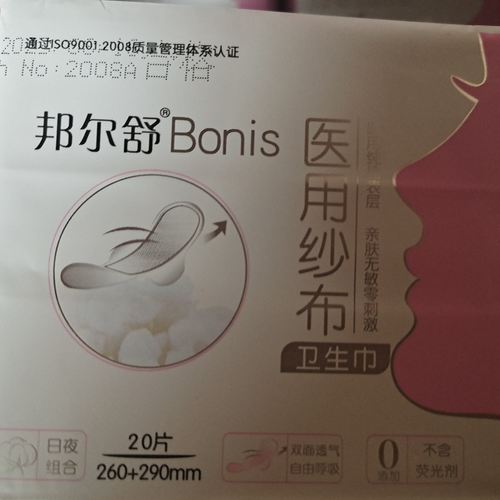 通过ISO9001:2008质量管理体系认证
No:2008A
邦尔舒®Bonis
医用纱布
表层 亲肤无敏零刺激
卫生巾
日夜
组合
20片
260+290mm
双面透气
自由呼吸
0
添加
不含
荧光剂